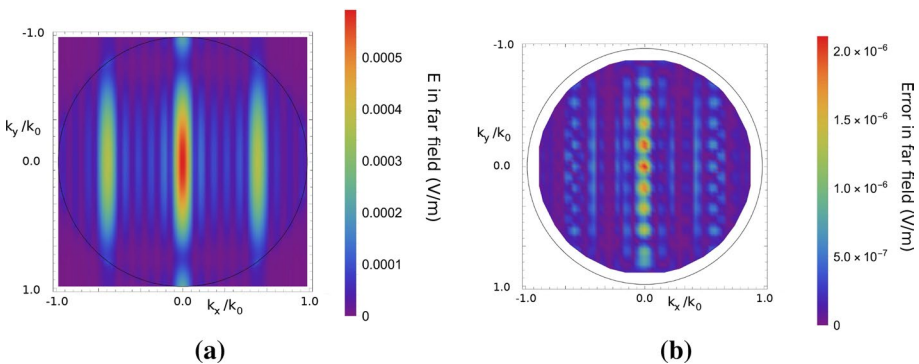 -1.0
k_y/k_0
0.0
1.0
-1.0
0.0
1.0
k_x/k_0
0.0005
0.0004
0.0003
0.0002
0.0001
0
E in far field (V/m)
(a)
-1.0
k_y/k_0
0.0
1.0
-1.0
0.0
1.0
k_x/k_0
2.0 × 10⁻⁶
1.5 × 10⁻⁶
1.0 × 10⁻⁶
5.0 × 10⁻⁷
0
Error in far field (V/m)
(b)